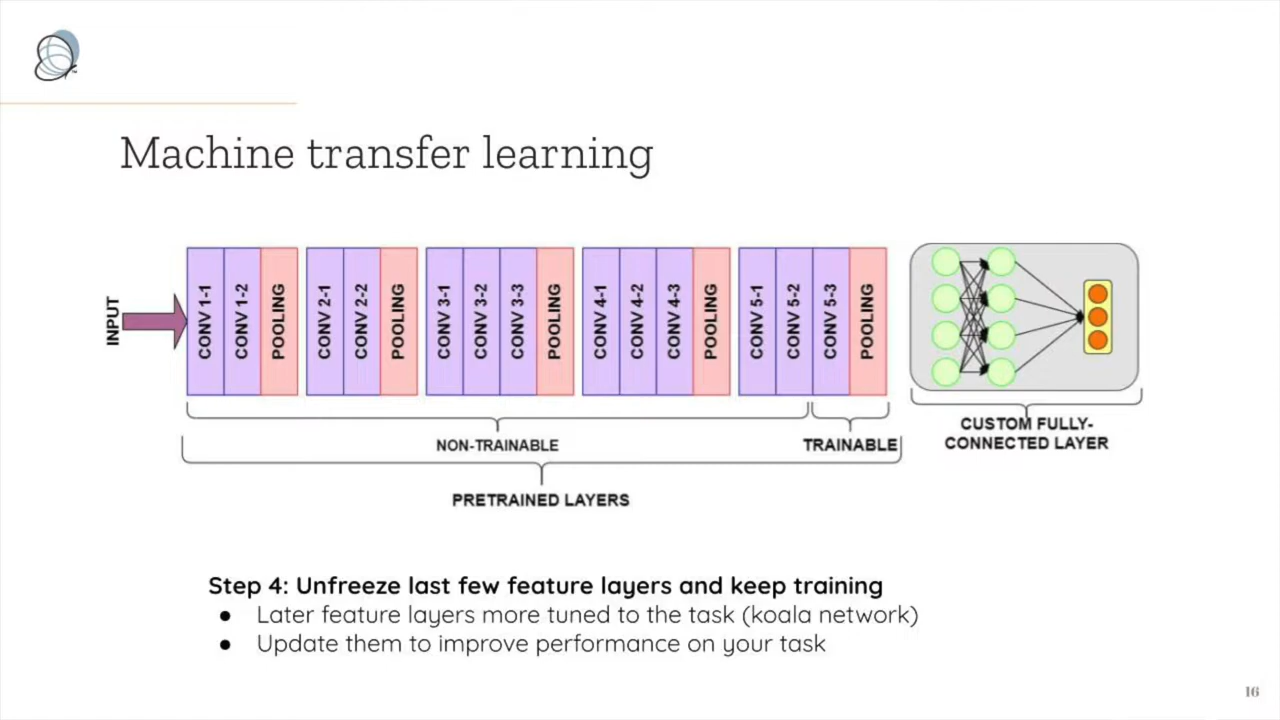 Machine transfer learning
INPUT
CONV 1-1
CONV 1-2
POOLING
CONV 2-1
CONV 2-2
POOLING
CONV 3-1
CONV 3-2
CONV 3-3
POOLING
CONV 4-1
CONV 4-2
CONV 4-3
POOLING
CONV 5-1
CONV 5-2
CONV 5-3
POOLING
NON-TRAINABLE
TRAINABLE
CUSTOM FULLY-
CONNECTED LAYER
PRETRAINED LAYERS
Step 4: Unfreeze last few feature layers and keep training
● Later feature layers more tuned to the task (koala network)
● Update them to improve performance on your task
16